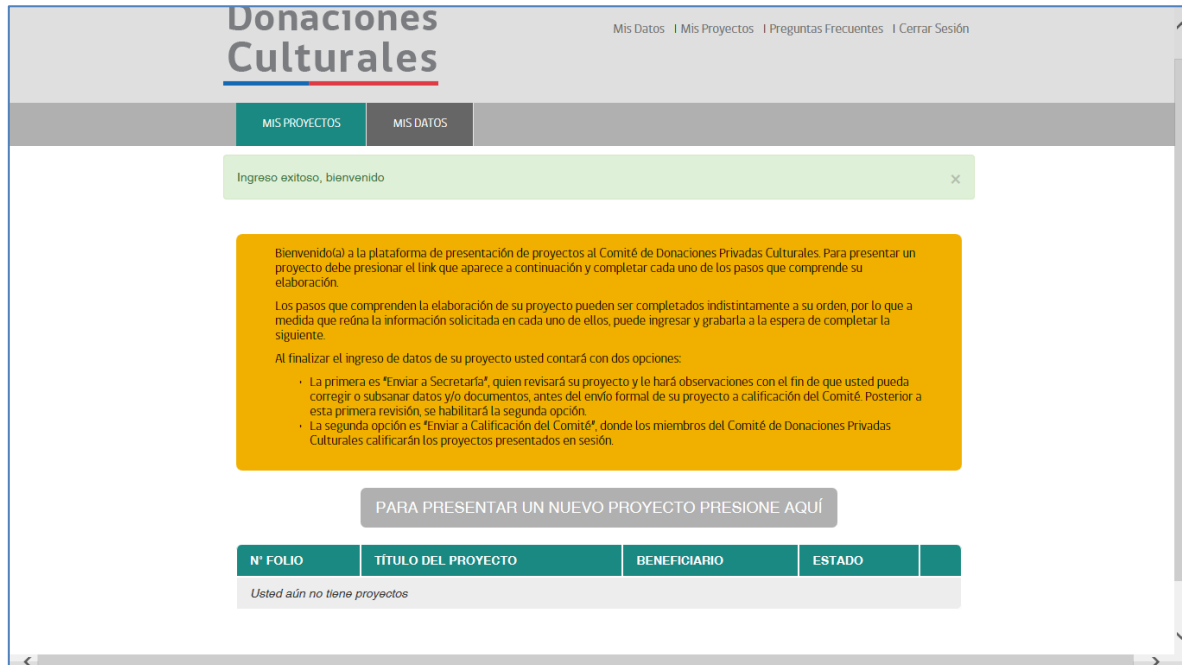 Donaciones
Culturales
Mis Datos I Mis Proyectos I Preguntas Frecuentes I Cerrar Sesión
MIS PROYECTOS
MIS DATOS
Ingreso exitoso, bienvenido
×
Bienvenido(a) a la plataforma de presentación de proyectos al Comité de Donaciones Privadas Culturales. Para presentar un
proyecto debe presionar el link que aparece a continuación y completar cada uno de los pasos que comprende su
elaboración.
Los pasos que comprenden la elaboración de su proyecto pueden ser completados indistintamente a su orden, por lo que a
medida que reúna la información solicitada en cada uno de ellos, puede ingresar y grabarla a la espera de completar la
siguiente.
Al finalizar el ingreso de datos de su proyecto usted contará con dos opciones:
· La primera es "Enviar a Secretaría", quien revisará su proyecto y le hará observaciones con el fin de que usted pueda
corregir o subsanar datos y/o documentos, antes del envío formal de su proyecto a calificación del Comité. Posterior a
esta primera revisión, se habilitará la segunda opción.
· La segunda opción es "Enviar a Calificación del Comité", donde los miembros del Comité de Donaciones Privadas
Culturales calificarán los proyectos presentados en sesión.
PARA PRESENTAR UN NUEVO PROYECTO PRESIONE AQUÍ
N° FOLIO TÍTULO DEL PROYECTO BENEFICIARIO ESTADO
Usted aún no tiene proyectos